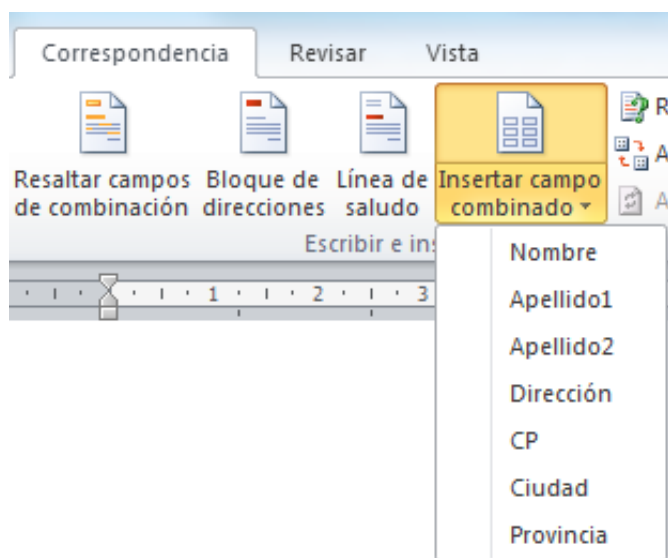 Correspondencia Revisar Vista
Resaltar campos de combinación
Bloque de direcciones
Línea de saludo
Insertar campo combinado
R
A
A
Escribir e in
1 2 3
Nombre
Apellido1
Apellido2
Dirección
CP
Ciudad
Provincia